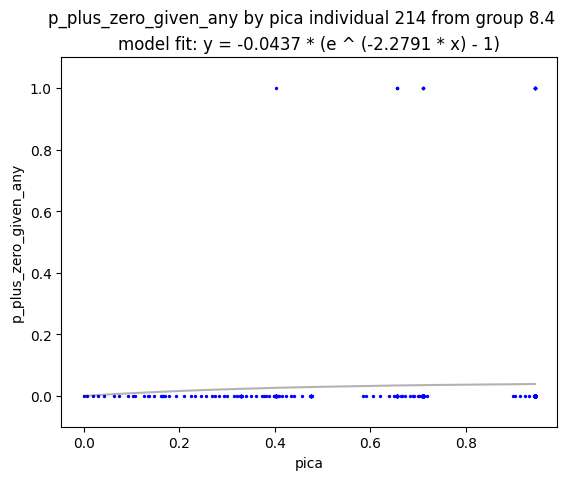 p_plus_zero_given_any by pica individual 214 from group 8.4
model fit: y = -0.0437 * (e ^ (-2.2791 * x) - 1)
1.0
0.8
0.6
0.4
0.2
0.0
p_plus_zero_given_any
0.0 0.2 0.4 0.6 0.8
pica